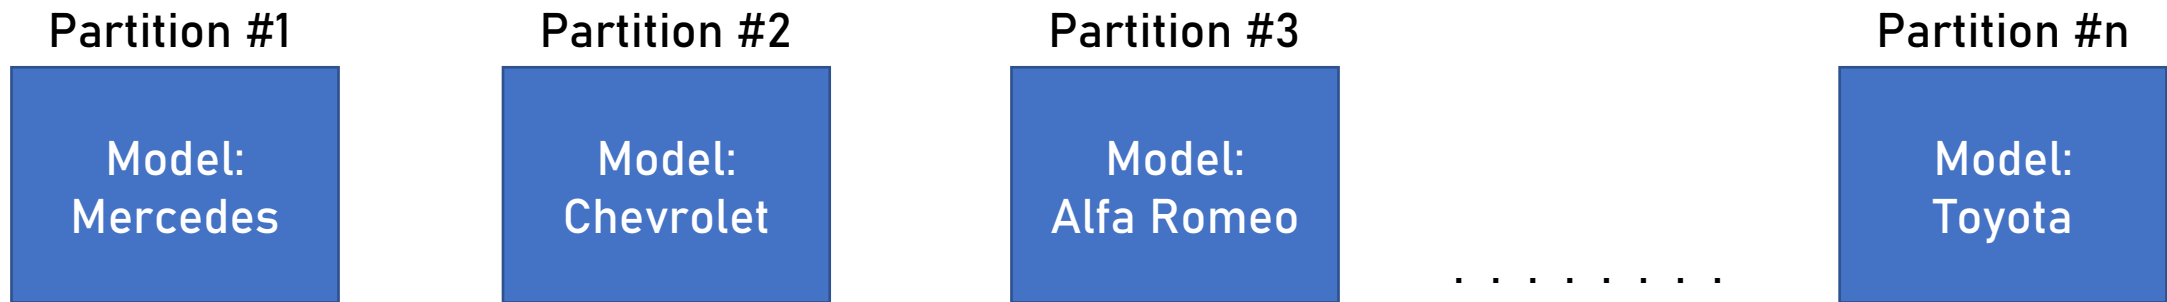 Partition #1
Partition #2
Partition #3
Partition #n
Model:
Mercedes
Model:
Chevrolet
Model:
Alfa Romeo
. . . . . . . .
Model:
Toyota